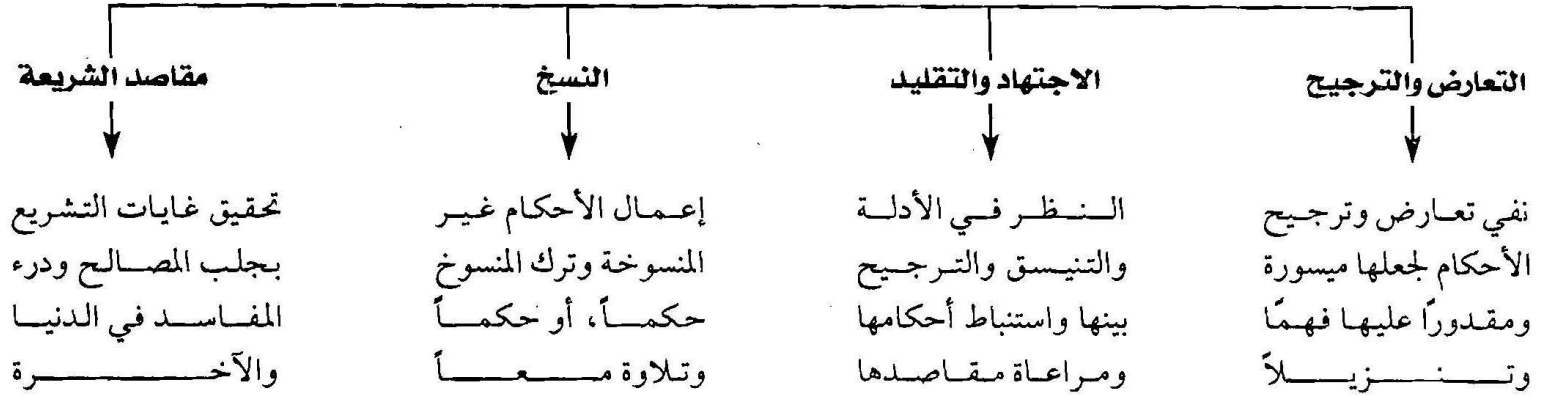 التعارض والترجيح
نفي تعارض وترجيح
الأحكام لجعلها ميسورة
ومقدوراً عليها فهمًا
وتنزيلاً
الاجتهاد والتقليد
النظر في الأدلة
والتنيسق والترجيح
بينها واستنباط أحكامها
ومراعاة مقاصدها
النسخ
إعمال الأحكام غير
المنسوخة وترك المنسوخ
حكماً، أو حكماً
وتلاوة معاً
مقاصد الشريعة
تحقيق غايات التشريع
بجلب المصالح ودرء
المفاسد في الدنيا
والآخرة